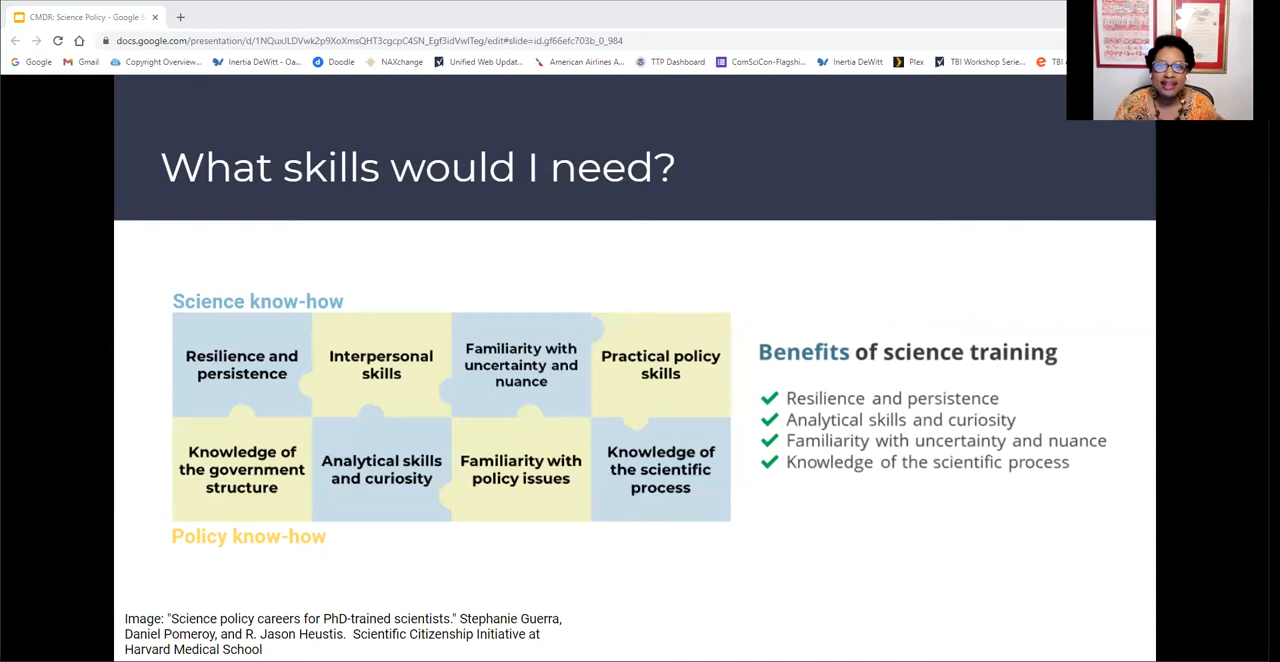 CMDR: Science Policy - Google S
docs.google.com/presentation/d/1NQuxJLDVwk2p9XoXmsQHT3cgcpOGtN_Egf5idVwlTeg/edit#slide=id.gf66efc703b_0_984
Google Gmail Copyright Overview... Inertia DeWitt - Oa... Doodle NAXchange Unified Web Updat... American Airlines A... TTP Dashboard ComSciCon-Flagshi... Inertia DeWitt Plex TBI Workshop Serie... TBI
What skills would I need?
Science know-how
Resilience and
persistence
Interpersonal
skills
Familiarity with
uncertainty and
nuance
Practical policy
skills
Knowledge of
the government
structure
Analytical skills
and curiosity
Familiarity with
policy issues
Knowledge of
the scientific
process
Policy know-how
Benefits of science training
Resilience and persistence
Analytical skills and curiosity
Familiarity with uncertainty and nuance
Knowledge of the scientific process
Image: "Science policy careers for PhD-trained scientists." Stephanie Guerra,
Daniel Pomeroy, and R. Jason Heustis. Scientific Citizenship Initiative at
Harvard Medical School